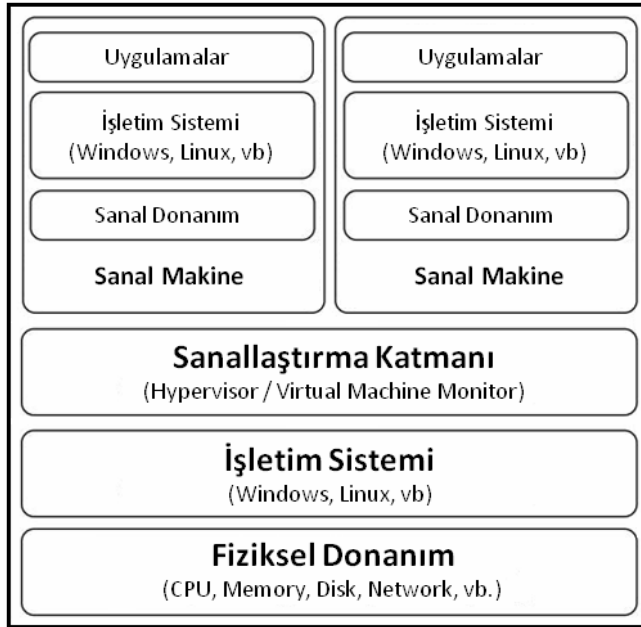 Uygulamalar
İşletim Sistemi
(Windows, Linux, vb)
Sanal Donanım
Sanal Makine
Uygulamalar
İşletim Sistemi
(Windows, Linux, vb)
Sanal Donanım
Sanal Makine
Sanallaştırma Katmanı
(Hypervisor / Virtual Machine Monitor)
İşletim Sistemi
(Windows, Linux, vb)
Fiziksel Donanım
(CPU, Memory, Disk, Network, vb.)